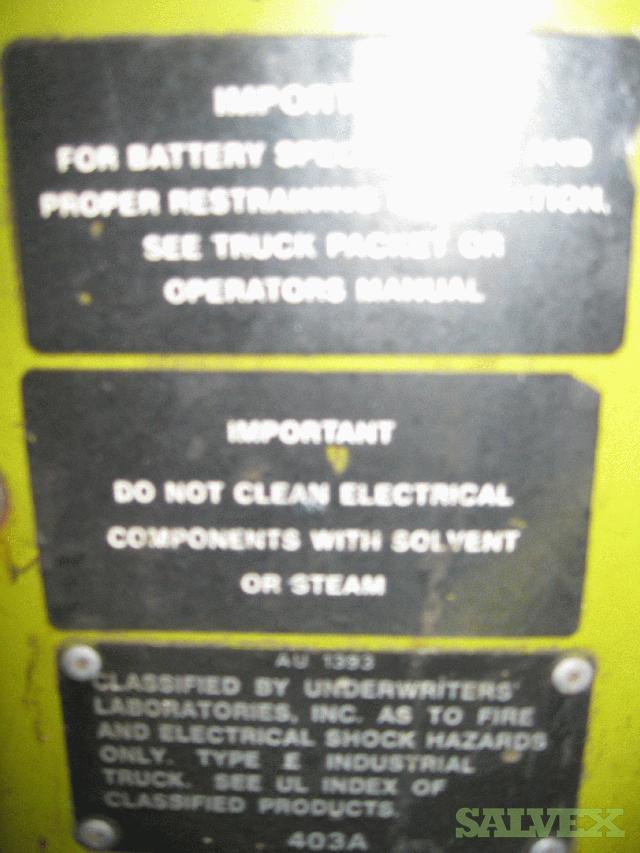 FOR BATTERY AND
PROPER RESTRAINING
SEE TRUCK PACKET OR
OPERATORS MANUAL
IMPORTANT
DO NOT CLEAN ELECTRICAL
COMPONENTS WITH SOLVENT
OR STEAM
AU 1393
CLASSIFIED BY UNDERWRITERS'
LABORATORIES, INC. AS TO FIRE
AND ELECTRICAL SHOCK HAZARDS
ONLY. TYPE E INDUSTRIAL
TRUCK. SEE UL INDEX OF
CLASSIFIED PRODUCTS.
403A
SALVEX